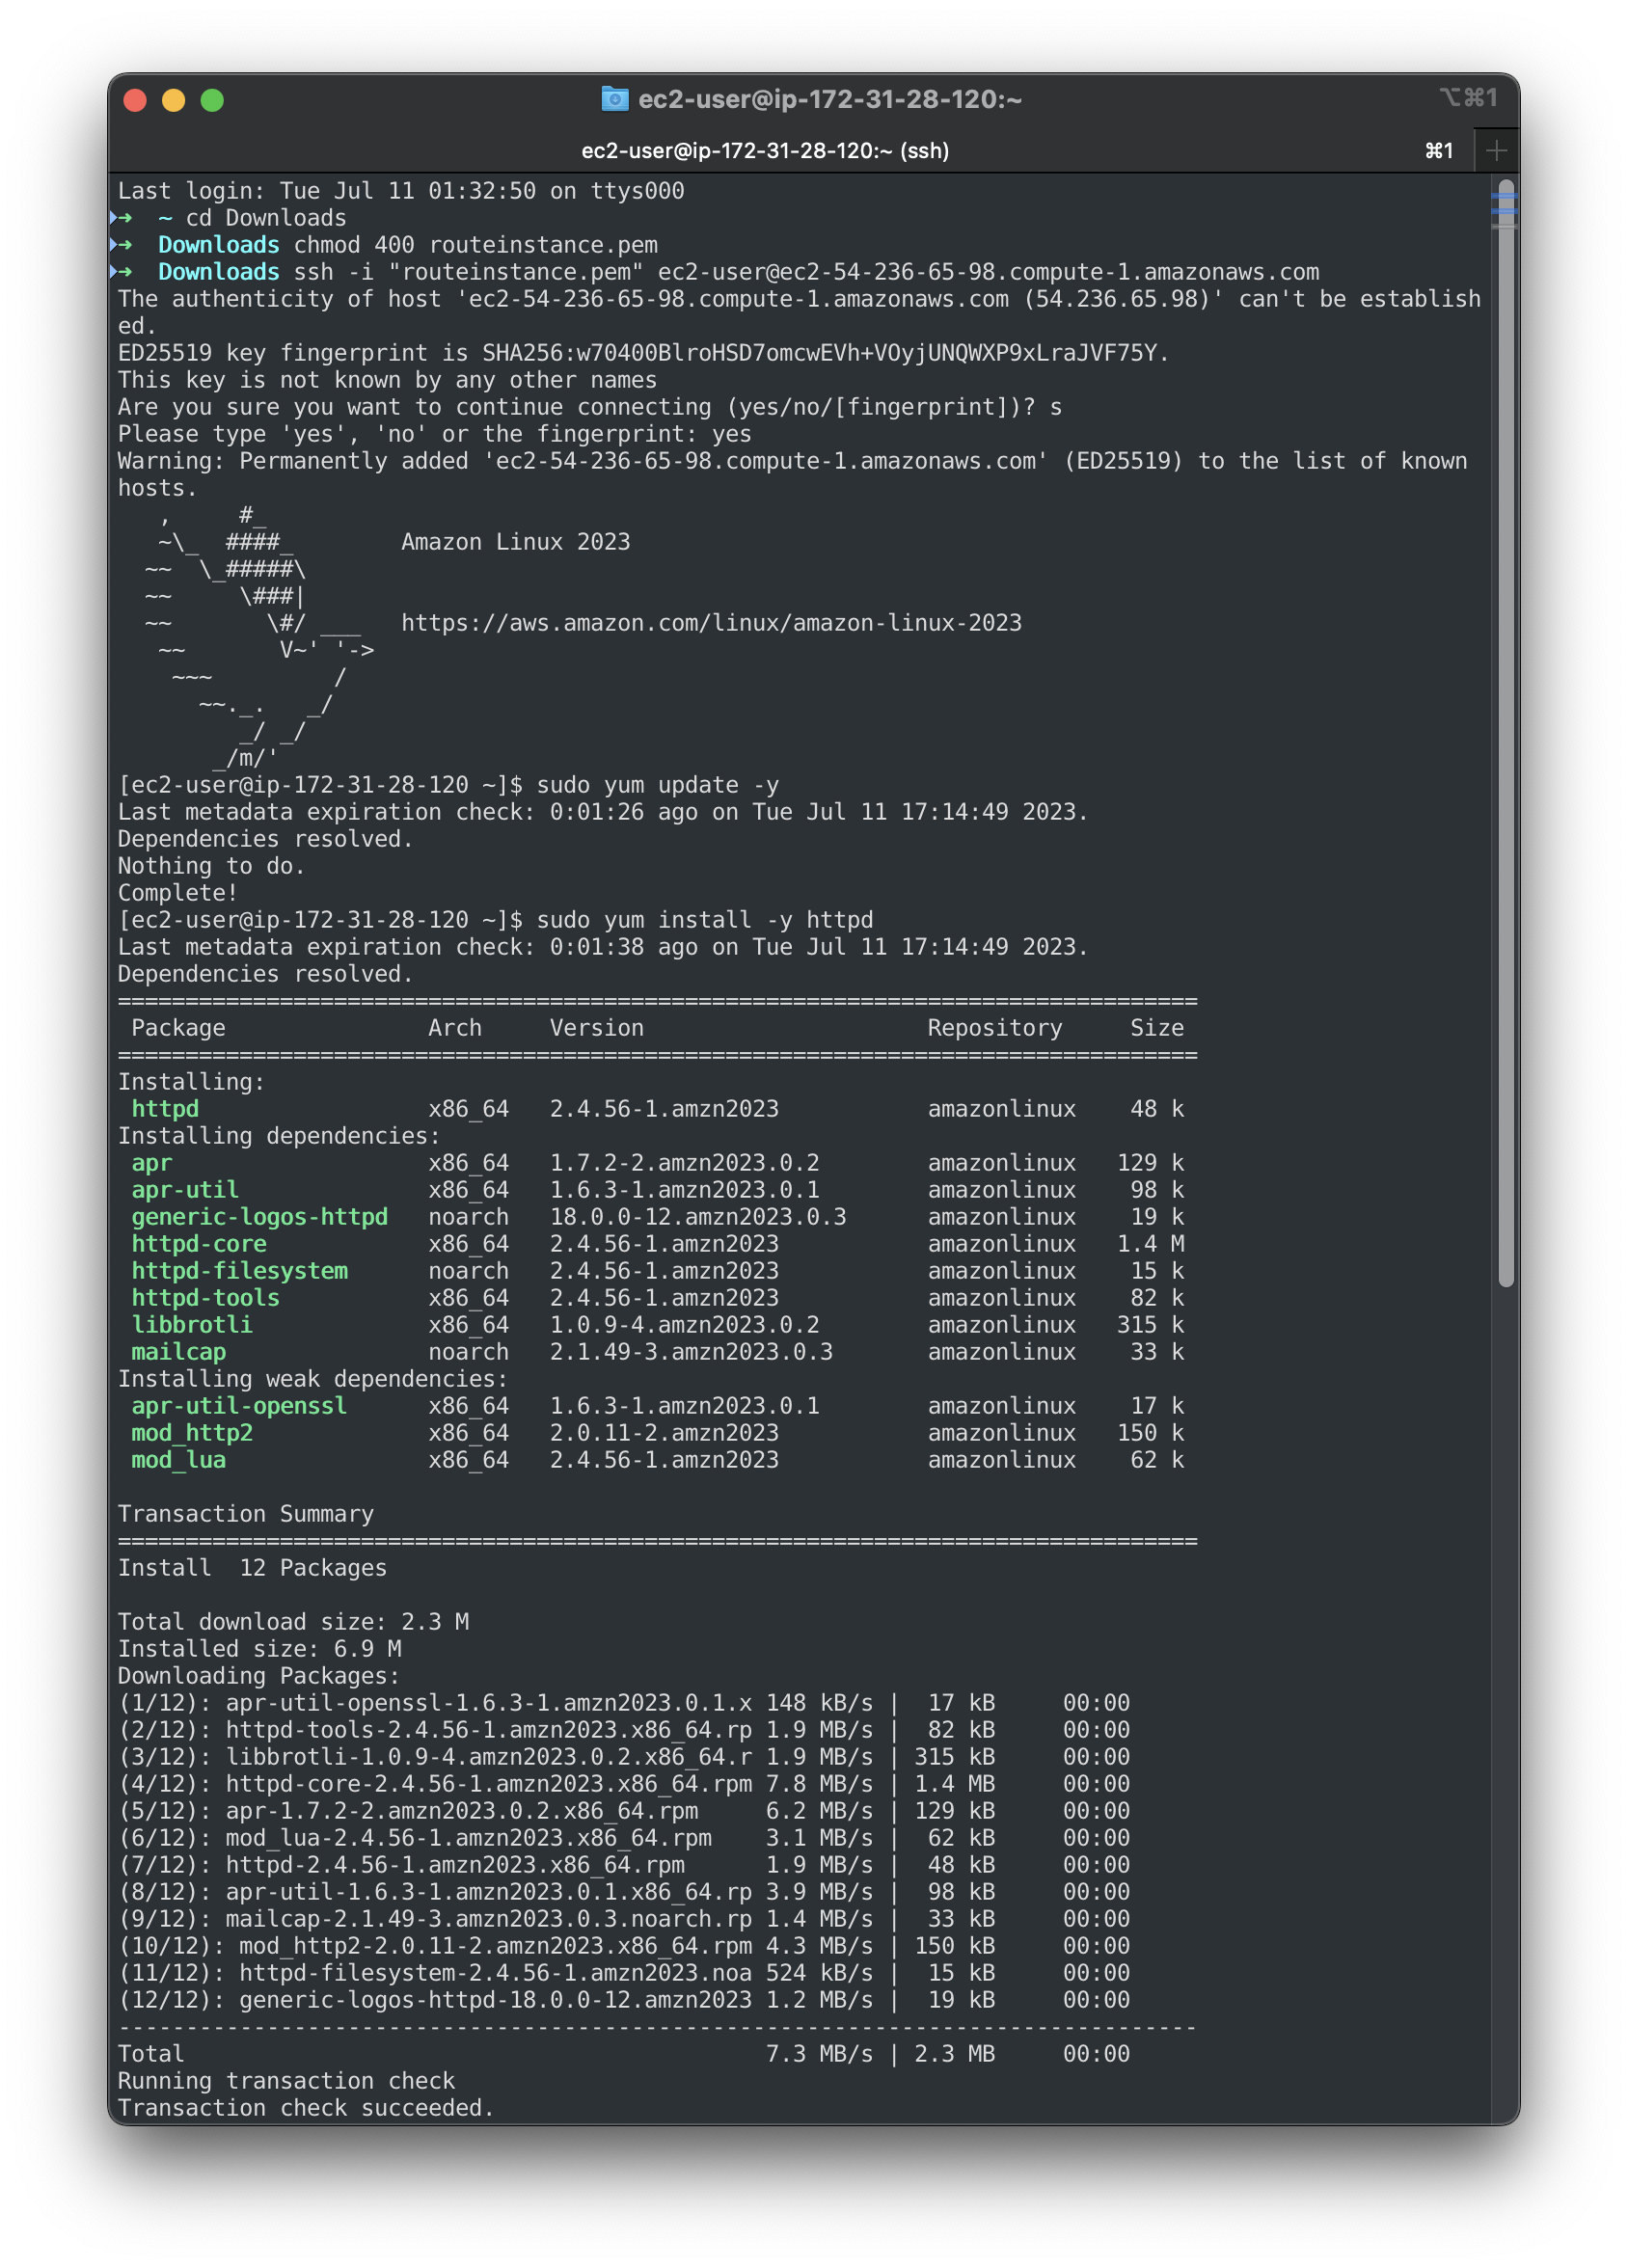 ec2-user@ip-172-31-28-120:~
⌥⌘1
ec2-user@ip-172-31-28-120:~ (ssh)
⌘1
Last login: Tue Jul 11 01:32:50 on ttys000
➜  ~ cd Downloads
➜  Downloads chmod 400 routeinstance.pem
➜  Downloads ssh -i "routeinstance.pem" ec2-user@ec2-54-236-65-98.compute-1.amazonaws.com
The authenticity of host 'ec2-54-236-65-98.compute-1.amazonaws.com (54.236.65.98)' can't be establish
ed.
ED25519 key fingerprint is SHA256:w70400BlroHSD7omcwEVh+VOyjUNQWXP9xLraJVF75Y.
This key is not known by any other names
Are you sure you want to continue connecting (yes/no/[fingerprint])? s
Please type 'yes', 'no' or the fingerprint: yes
Warning: Permanently added 'ec2-54-236-65-98.compute-1.amazonaws.com' (ED25519) to the list of known
hosts.
   ,     #_
   ~\_  ####_        Amazon Linux 2023
  ~~  \_#####\
  ~~     \###|
  ~~       \#/ ___   https://aws.amazon.com/linux/amazon-linux-2023
   ~~       V~' '->
    ~~~         /
      ~~._.   _/
         _/ _/
       _/m/'
[ec2-user@ip-172-31-28-120 ~]$ sudo yum update -y
Last metadata expiration check: 0:01:26 ago on Tue Jul 11 17:14:49 2023.
Dependencies resolved.
Nothing to do.
Complete!
[ec2-user@ip-172-31-28-120 ~]$ sudo yum install -y httpd
Last metadata expiration check: 0:01:38 ago on Tue Jul 11 17:14:49 2023.
Dependencies resolved.
================================================================================
 Package               Arch     Version                     Repository     Size
================================================================================
Installing:
 httpd                 x86_64   2.4.56-1.amzn2023           amazonlinux    48 k
Installing dependencies:
 apr                   x86_64   1.7.2-2.amzn2023.0.2        amazonlinux   129 k
 apr-util              x86_64   1.6.3-1.amzn2023.0.1        amazonlinux    98 k
 generic-logos-httpd   noarch   18.0.0-12.amzn2023.0.3      amazonlinux    19 k
 httpd-core            x86_64   2.4.56-1.amzn2023           amazonlinux   1.4 M
 httpd-filesystem      noarch   2.4.56-1.amzn2023           amazonlinux    15 k
 httpd-tools           x86_64   2.4.56-1.amzn2023           amazonlinux    82 k
 libbrotli             x86_64   1.0.9-4.amzn2023.0.2        amazonlinux   315 k
 mailcap               noarch   2.1.49-3.amzn2023.0.3       amazonlinux    33 k
Installing weak dependencies:
 apr-util-openssl      x86_64   1.6.3-1.amzn2023.0.1        amazonlinux    17 k
 mod_http2             x86_64   2.0.11-2.amzn2023           amazonlinux   150 k
 mod_lua               x86_64   2.4.56-1.amzn2023           amazonlinux    62 k

Transaction Summary
================================================================================
Install  12 Packages

Total download size: 2.3 M
Installed size: 6.9 M
Downloading Packages:
(1/12): apr-util-openssl-1.6.3-1.amzn2023.0.1.x 148 kB/s |  17 kB     00:00
(2/12): httpd-tools-2.4.56-1.amzn2023.x86_64.rp 1.9 MB/s |  82 kB     00:00
(3/12): libbrotli-1.0.9-4.amzn2023.0.2.x86_64.r 1.9 MB/s | 315 kB     00:00
(4/12): httpd-core-2.4.56-1.amzn2023.x86_64.rpm 7.8 MB/s | 1.4 MB     00:00
(5/12): apr-1.7.2-2.amzn2023.0.2.x86_64.rpm     6.2 MB/s | 129 kB     00:00
(6/12): mod_lua-2.4.56-1.amzn2023.x86_64.rpm    3.1 MB/s |  62 kB     00:00
(7/12): httpd-2.4.56-1.amzn2023.x86_64.rpm      1.9 MB/s |  48 kB     00:00
(8/12): apr-util-1.6.3-1.amzn2023.0.1.x86_64.rp 3.9 MB/s |  98 kB     00:00
(9/12): mailcap-2.1.49-3.amzn2023.0.3.noarch.rp 1.4 MB/s |  33 kB     00:00
(10/12): mod_http2-2.0.11-2.amzn2023.x86_64.rpm 4.3 MB/s | 150 kB     00:00
(11/12): httpd-filesystem-2.4.56-1.amzn2023.noa 524 kB/s |  15 kB     00:00
(12/12): generic-logos-httpd-18.0.0-12.amzn2023 1.2 MB/s |  19 kB     00:00
--------------------------------------------------------------------------------
Total                                           7.3 MB/s | 2.3 MB     00:00
Running transaction check
Transaction check succeeded.